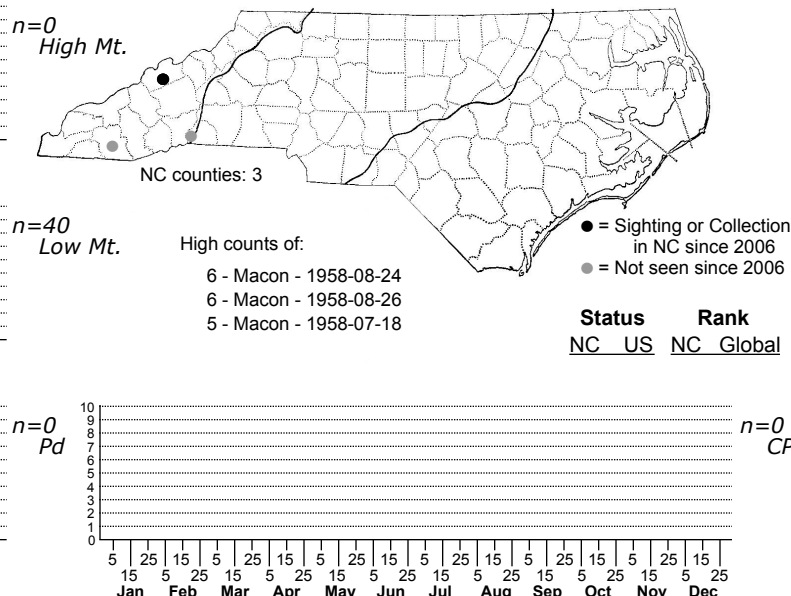 n=0
High Mt.
NC counties: 3
n=40
Low Mt.
High counts of:
6 - Macon - 1958-08-24
6 - Macon - 1958-08-26
5 - Macon - 1958-07-18
= Sighting or Collection
in NC since 2006
= Not seen since 2006
Status Rank
NC US NC Global
n=0
Pd
10
9
8
7
6
5
4
3
2
1
0
n=0
CP
5 25 15 5 25 15 5 25 15 5 25 15 5 25 15 5 25 15
15 5 25 15 5 25 15 5 25 15 5 25 15 5 25 15 5 25
Jan Feb Mar Apr May Jun Jul Aug Sep Oct Nov Dec